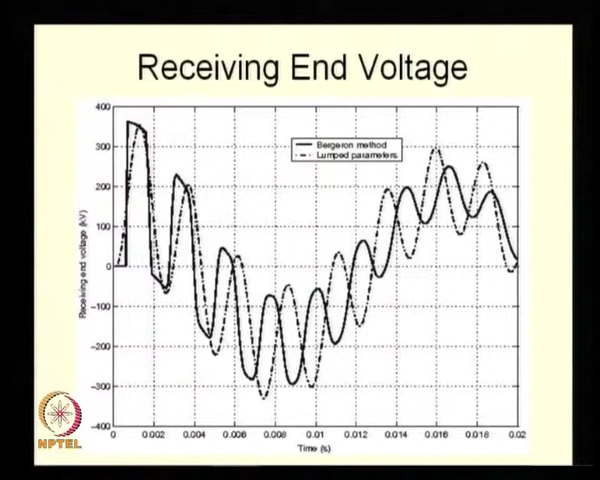 Receiving End Voltage
400
300
200
100
0
-100
-200
-300
-400
Receiving end voltage (kV)
Bergeron method
Lumped parameters
0 0.002 0.004 0.006 0.008 0.01 0.012 0.014 0.016 0.018 0.02
Time (s)
NPTEL